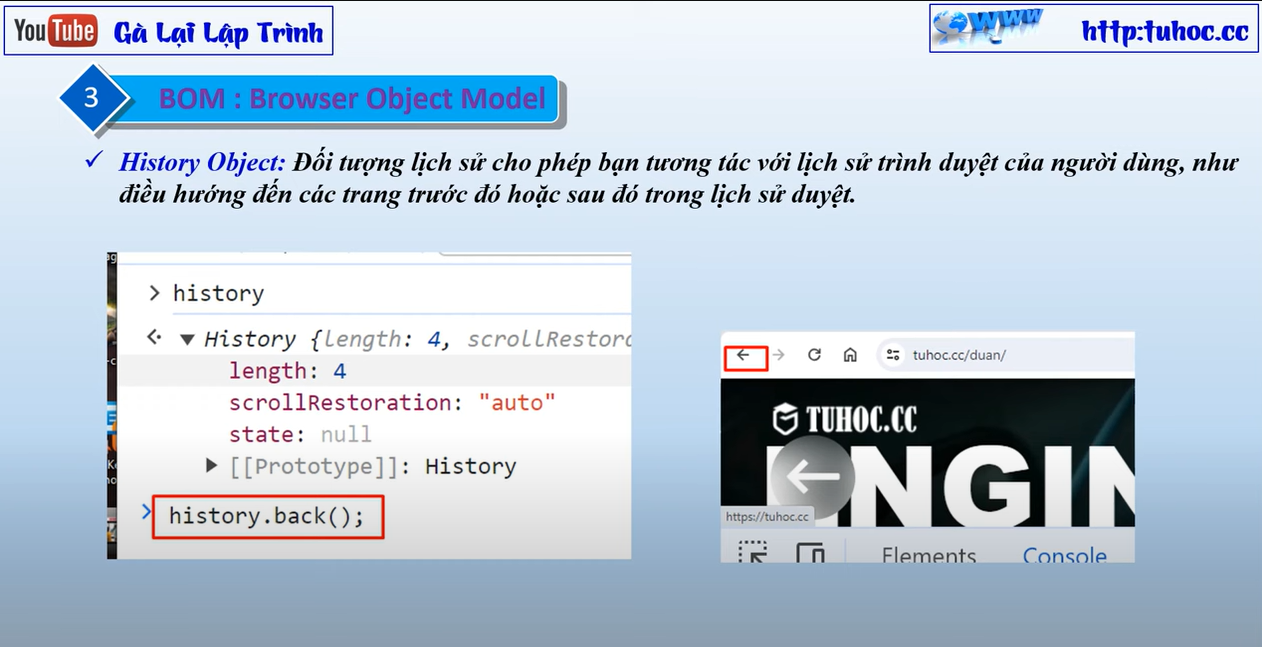 YouTube Gà Lại Lập Trình
www http:tuhoc.cc
3 BOM : Browser Object Model
✓ History Object: Đối tượng lịch sử cho phép bạn tương tác với lịch sử trình duyệt của người dùng, như
điều hướng đến các trang trước đó hoặc sau đó trong lịch sử duyệt.
> history
▼ History {length: 4, scrollRestora
length: 4
scrollRestoration: "auto"
state: null
▶ [[Prototype]]: History
> history.back();
tuhoc.cc/duan/
TUHOC.CC
ENGIN
https://tuhoc.cc
Elements Console